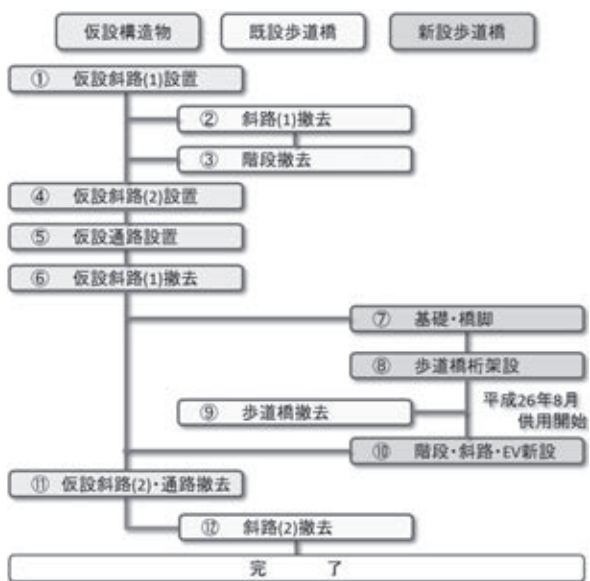 仮設構造物
既設歩道橋
新設歩道橋
① 仮設斜路(1)設置
② 斜路(1)撤去
③ 階段撤去
④ 仮設斜路(2)設置
⑤ 仮設通路設置
⑥ 仮設斜路(1)撤去
⑦ 基礎・橋脚
⑧ 歩道橋桁架設
平成26年8月
供用開始
⑨ 歩道橋撤去
⑩ 階段・斜路・EV新設
⑪ 仮設斜路(2)・通路撤去
⑫ 斜路(2)撤去
完 了